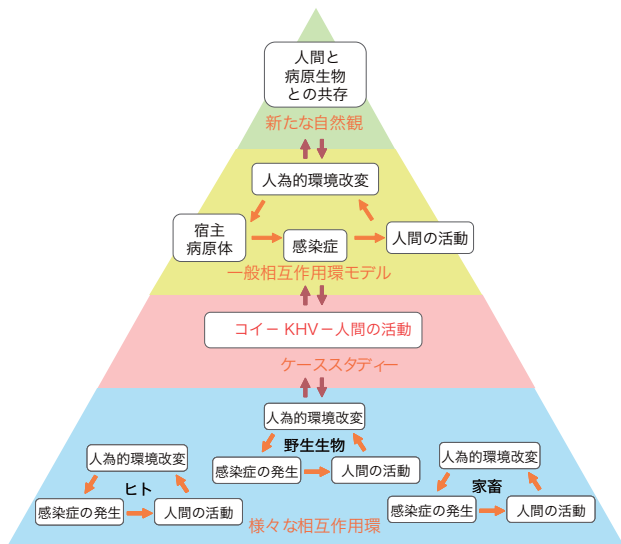 人間と
病原生物
との共存
新たな自然観
人為的環境改変
宿主
病原体
感染症
人間の活動
一般相互作用環モデル
コイ－KHV－人間の活動
ケーススタディー
人為的環境改変
野生生物
感染症の発生
人間の活動
人為的環境改変
ヒト
感染症の発生
人間の活動
人為的環境改変
家畜
感染症の発生
人間の活動
様々な相互作用環